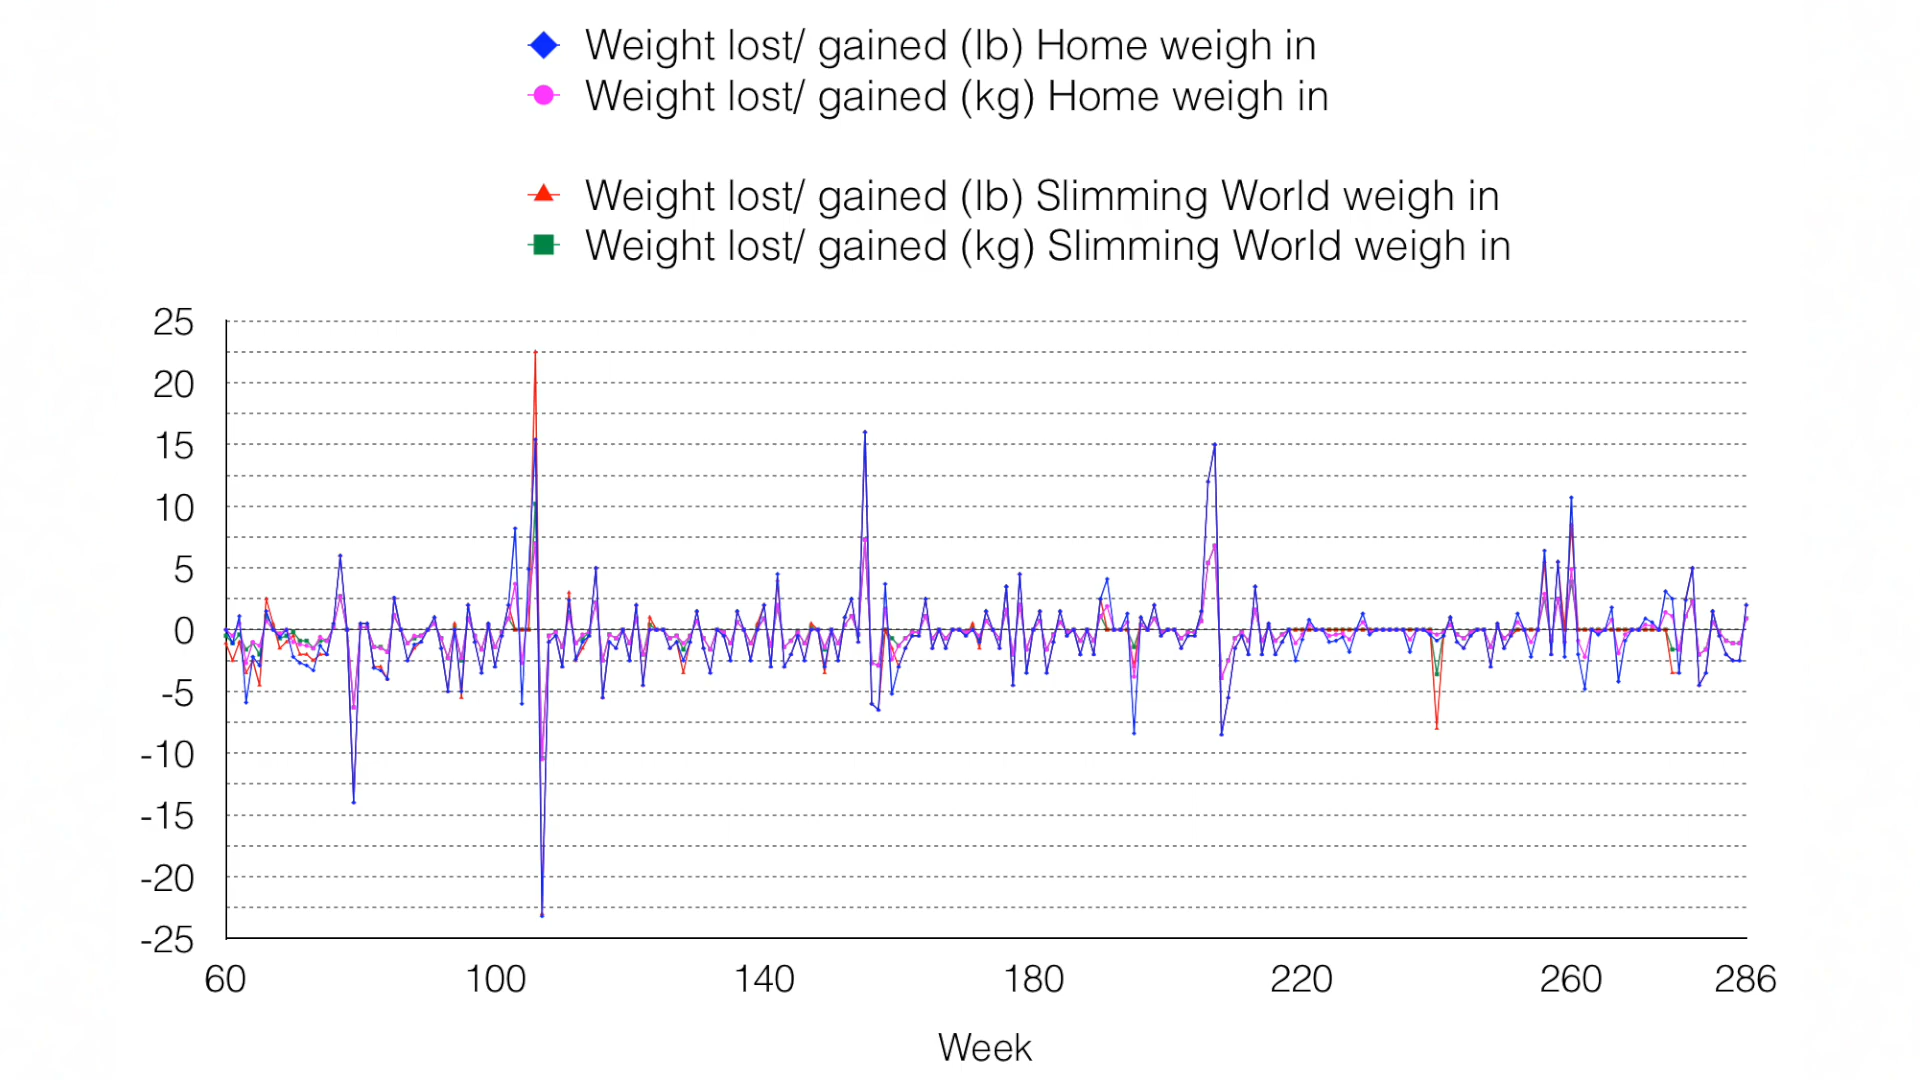 Weight lost/ gained (lb) Home weigh in
Weight lost/ gained (kg) Home weigh in
Weight lost/ gained (lb) Slimming World weigh in
Weight lost/ gained (kg) Slimming World weigh in
25
20
15
10
5
0
-5
-10
-15
-20
-25
60 100 140 180 220 260 286
Week